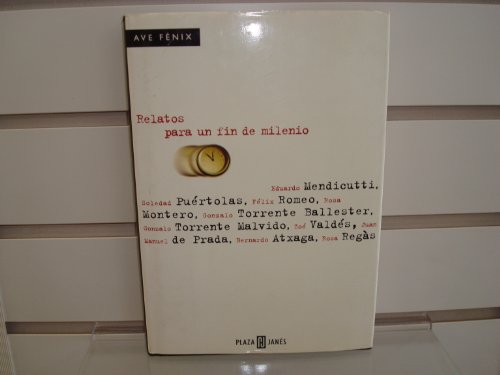 AVE FÉNIX
Relatos
para un fin de milenio
Eduardo Mendicutti,
Soledad Puértolas, Félix Romeo, Rosa
Montero, Gonzalo Torrente Ballester,
Gonzalo Torrente Malvido, Zoé Valdés, Juan
Manuel de Prada, Bernardo Atxaga, Rosa Regàs
PLAZA JANÉS